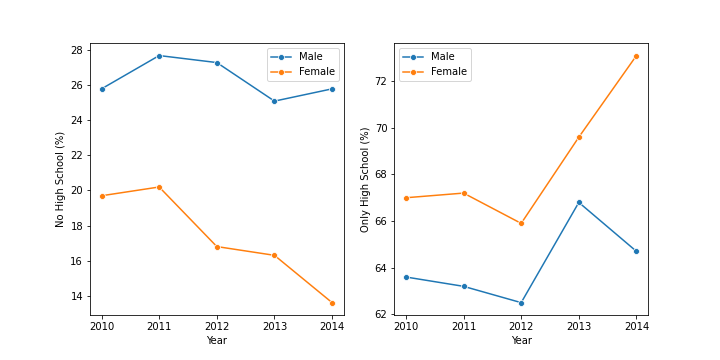 28
26
24
22
20
18
16
14
No High School (%)
2010 2011 2012 2013 2014
Year
Male
Female
72
70
68
66
64
62
Only High School (%)
2010 2011 2012 2013 2014
Year
Male
Female